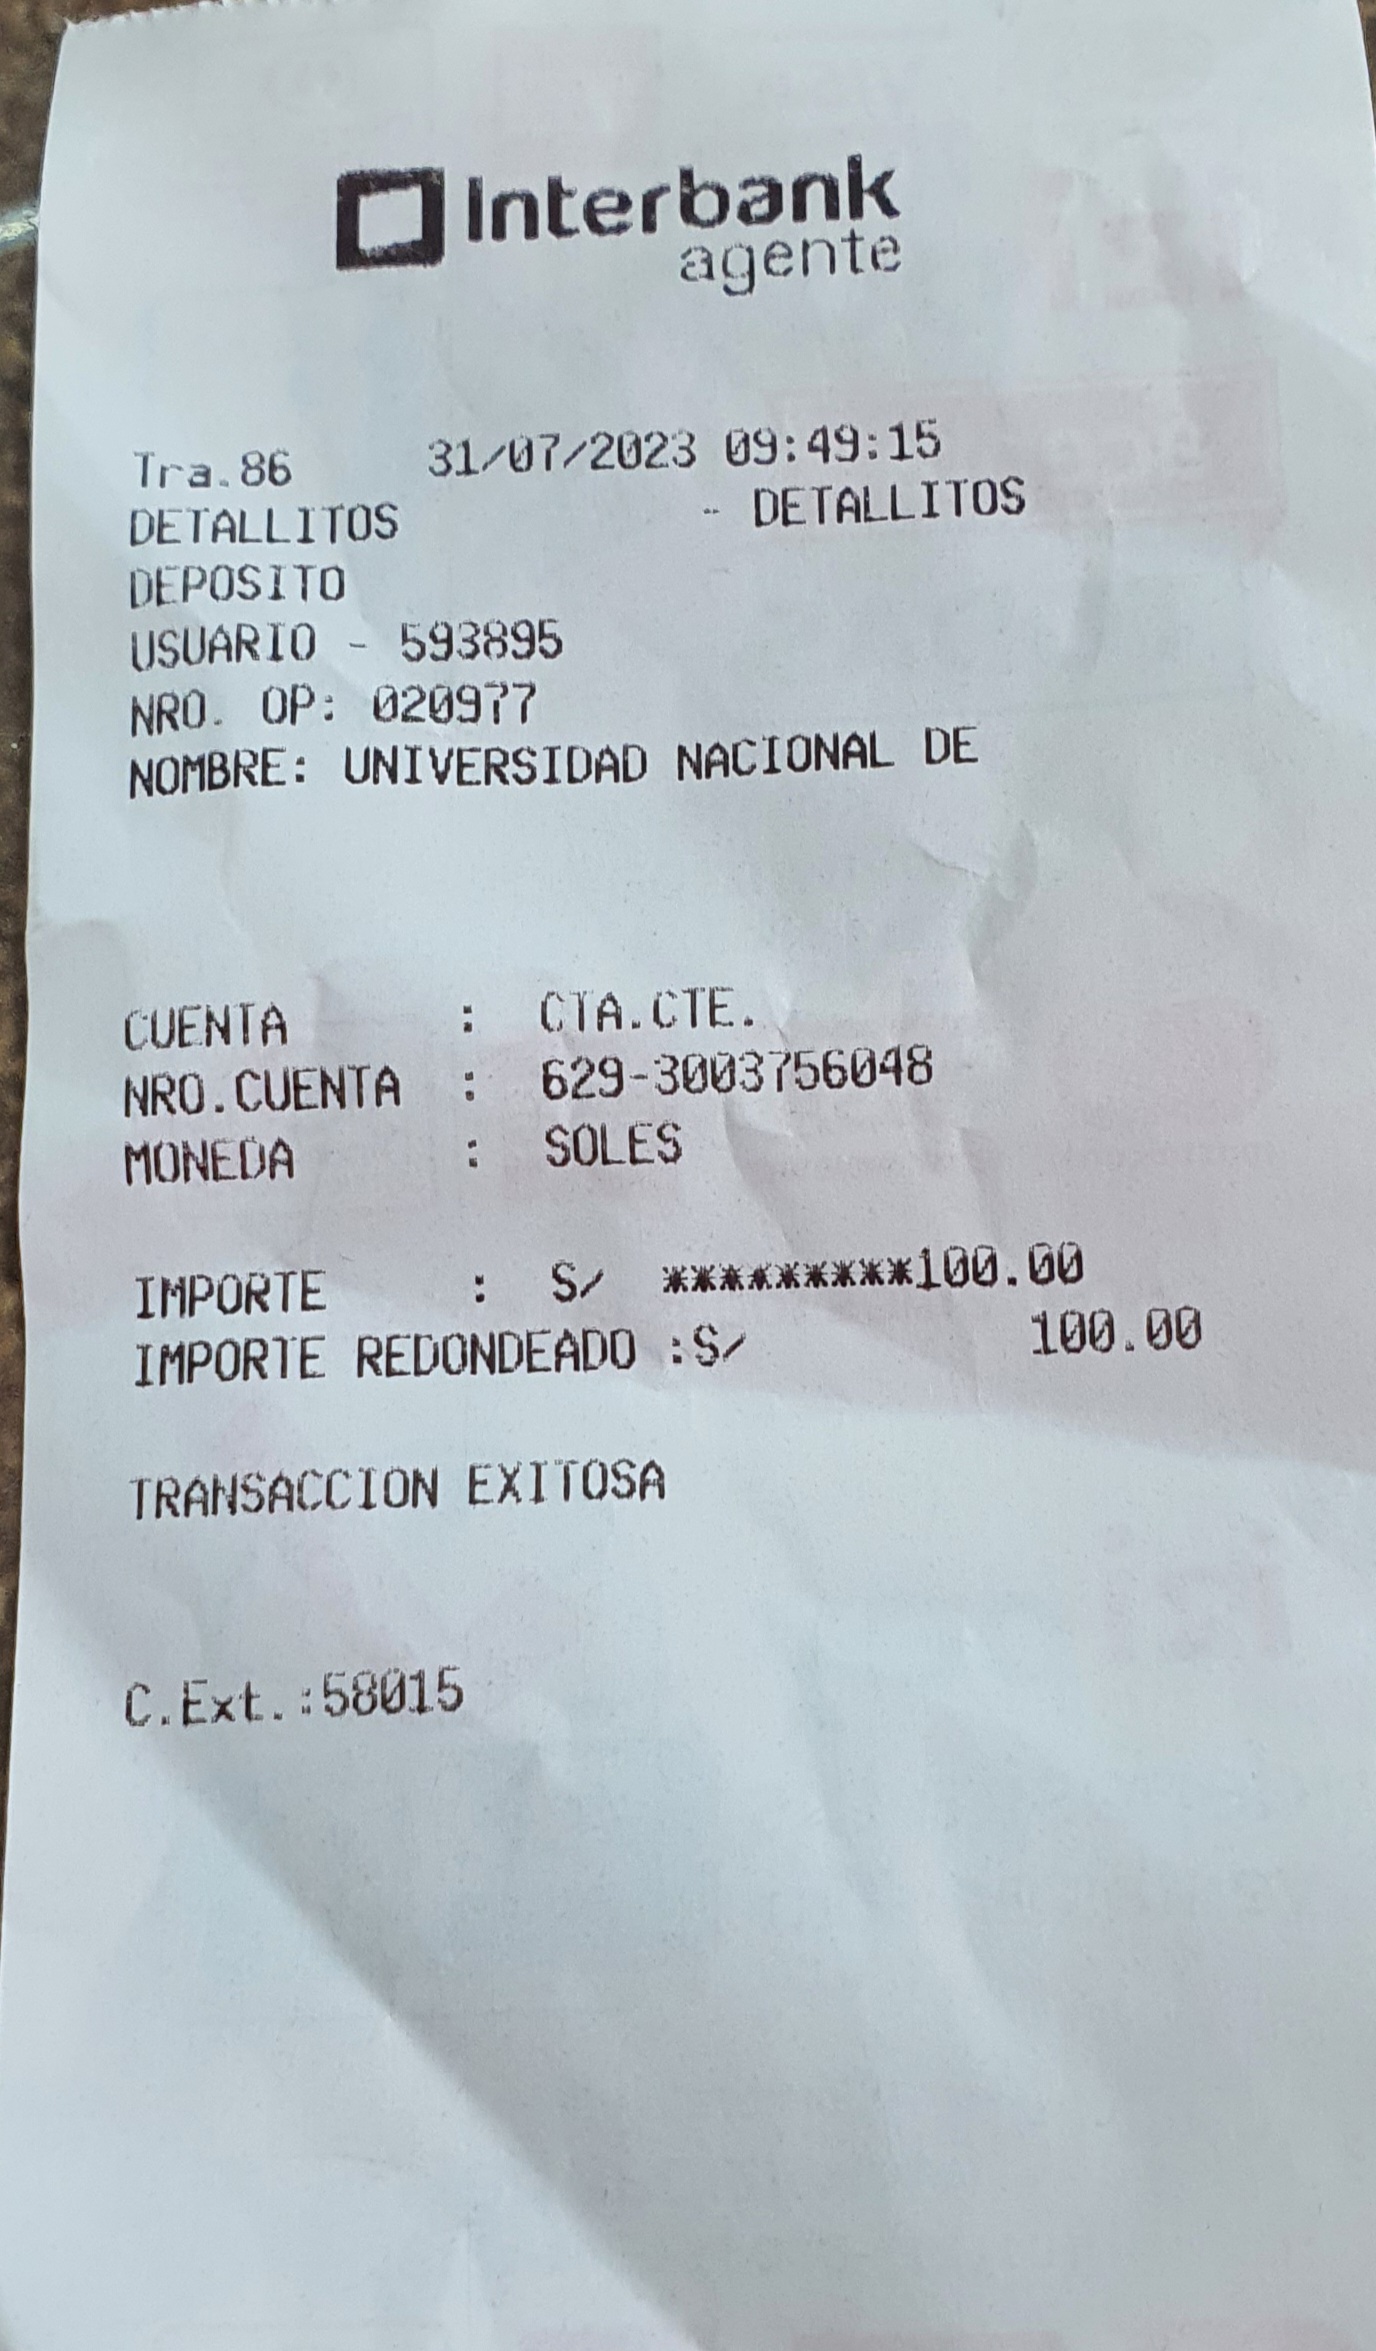 Interbank
agente
Tra.86 31/07/2023 09:49:15
DETALLITOS - DETALLITOS
DEPOSITO
USUARIO - 593895
NRO. OP: 020977
NOMBRE: UNIVERSIDAD NACIONAL DE
CUENTA : CTA.CTE.
NRO.CUENTA : 629-3003756048
MONEDA : SOLES
IMPORTE : S/ *********100.00
IMPORTE REDONDEADO :S/ 100.00
TRANSACCION EXITOSA
C.Ext.:58015